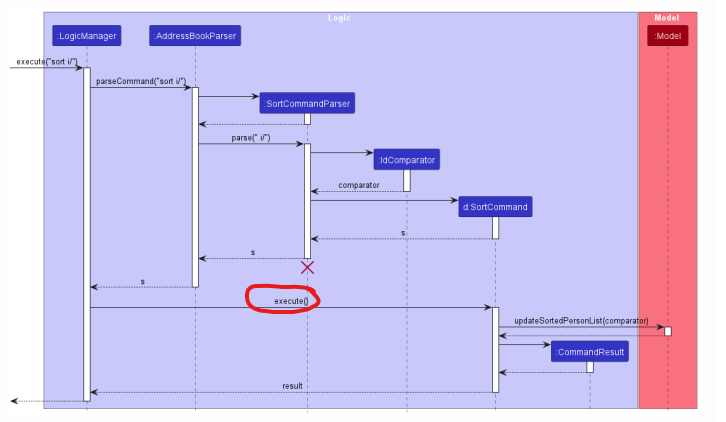 Logic
Model
:LogicManager
:AddressBookParser
:Model
execute("sort i/")
parseCommand("sort i/")
:SortCommandParser
parse(" i/")
:IdComparator
comparator
d:SortCommand
s
s
s
execute()
updateSortedPersonList(comparator)
:CommandResult
result